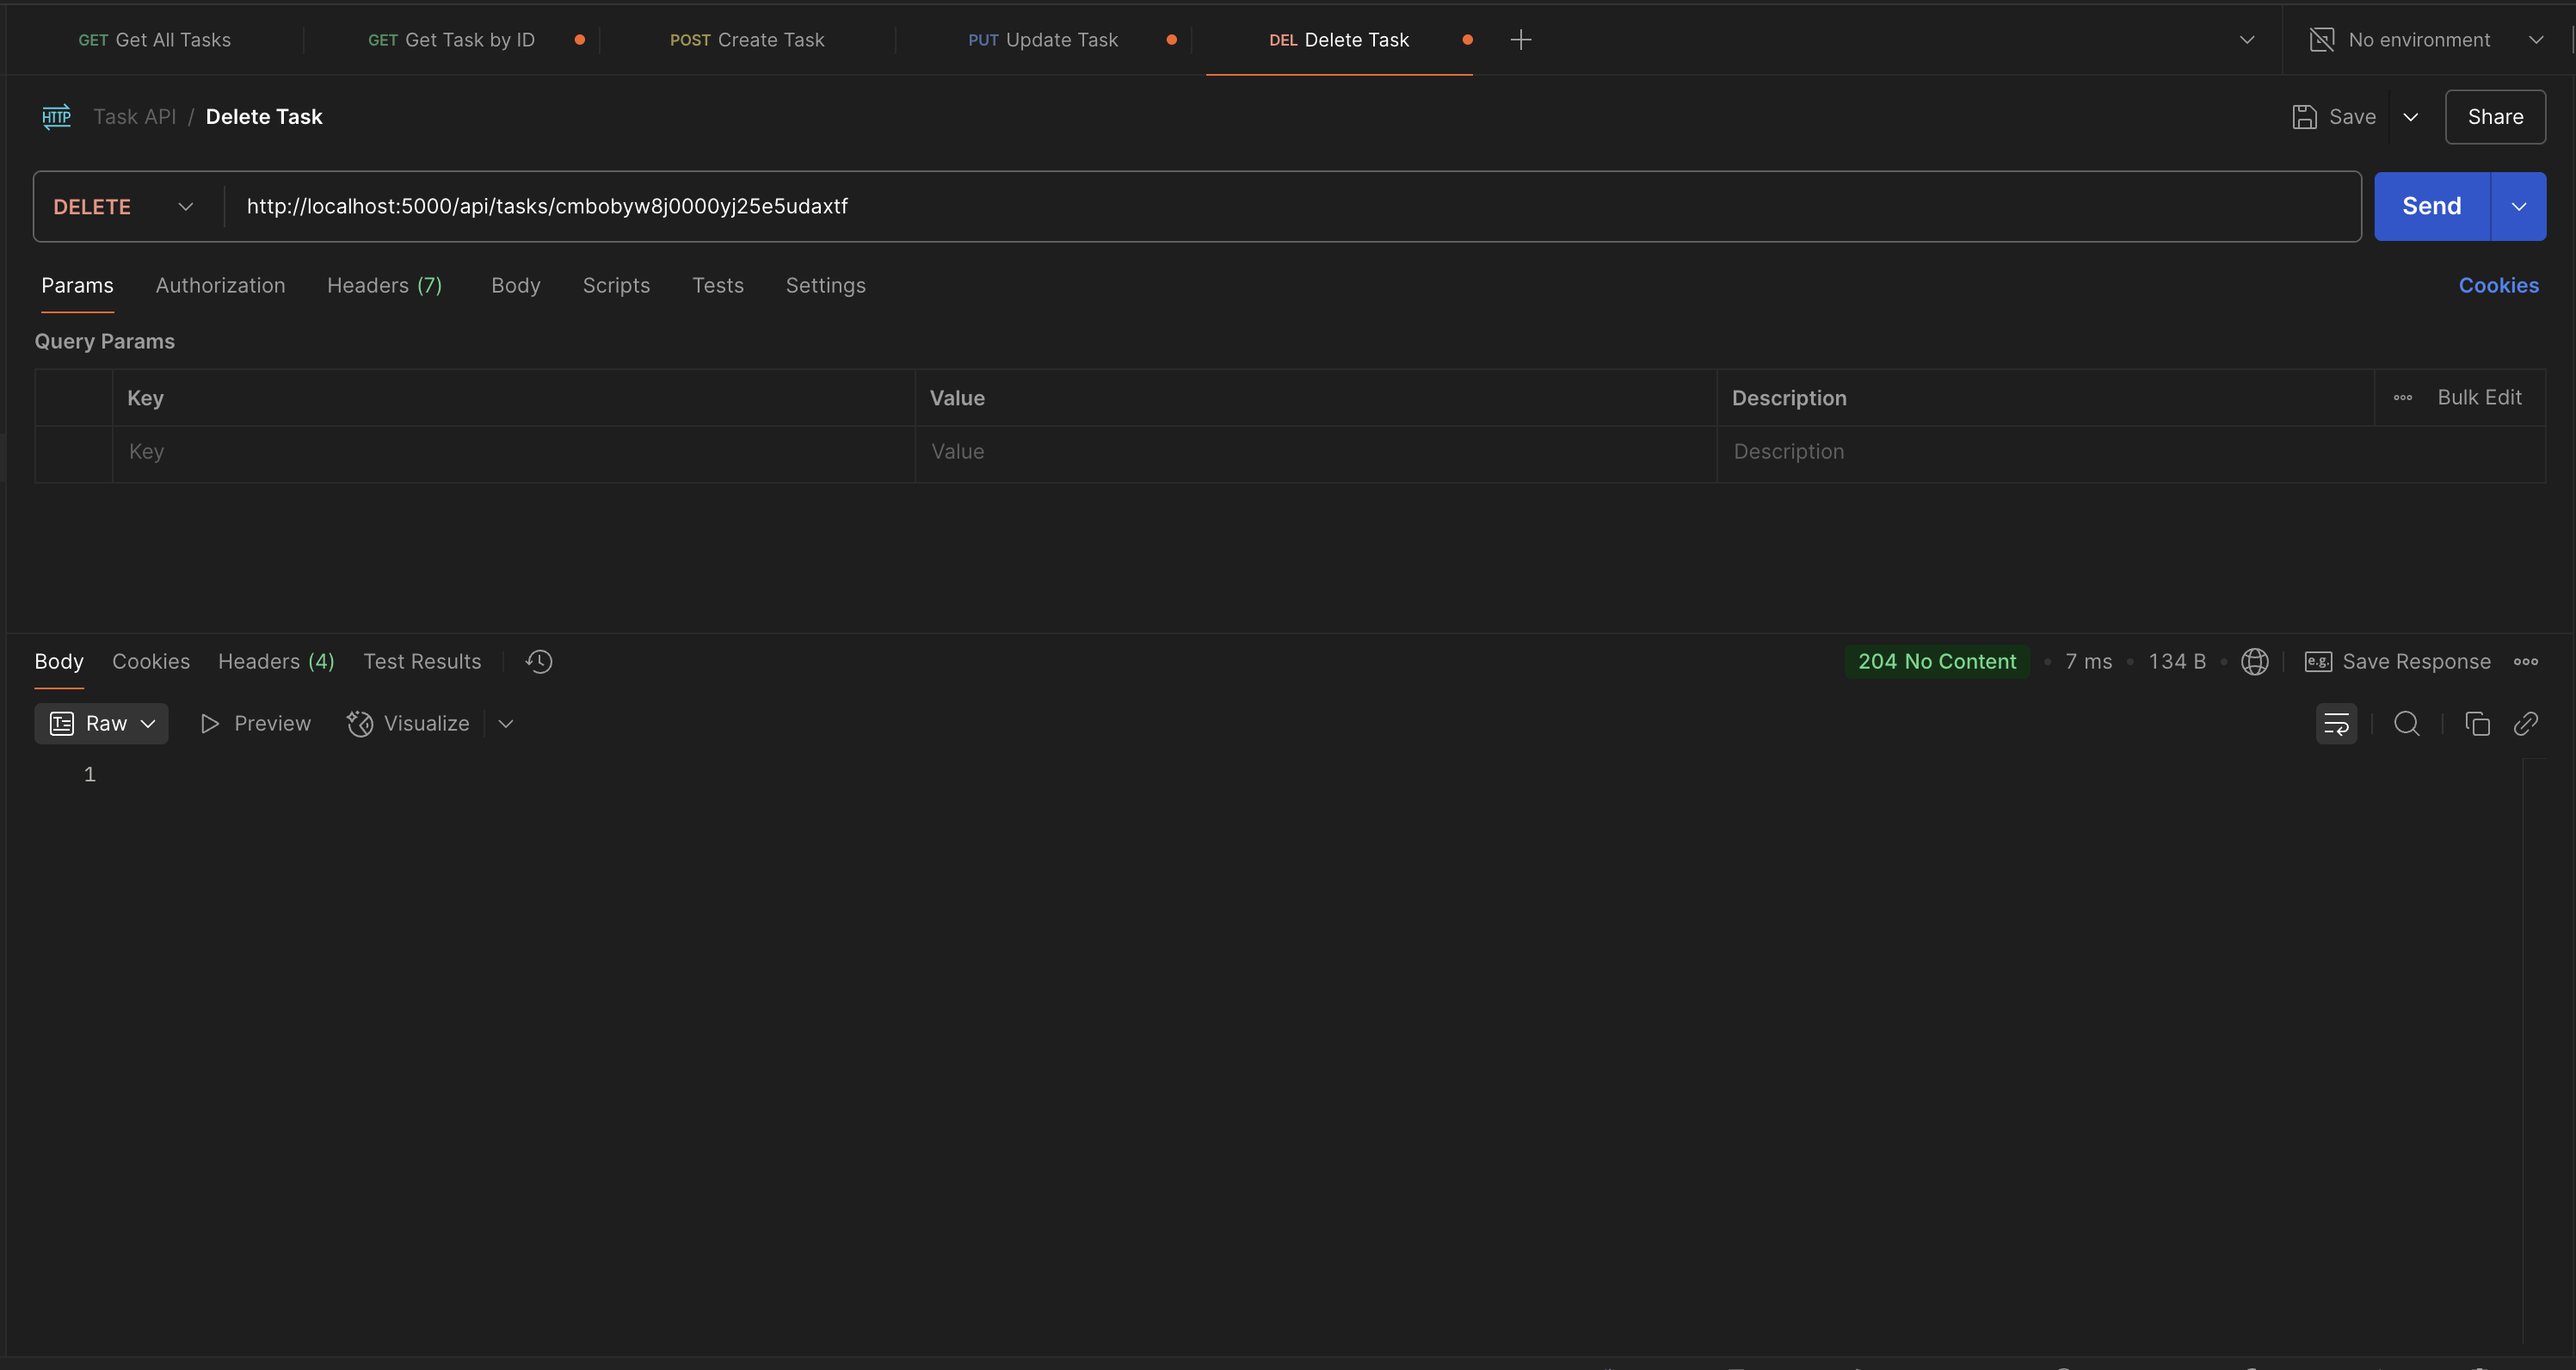 GET Get All Tasks GET Get Task by ID POST Create Task PUT Update Task DEL Delete Task No environment
HTTP Task API / Delete Task Save Share
DELETE http://localhost:5000/api/tasks/cmbobyw8j0000yj25e5udaxtf Send
Params Authorization Headers (7) Body Scripts Tests Settings Cookies
Query Params
Key Value Description Bulk Edit
Key Value Description
Body Cookies Headers (4) Test Results 204 No Content • 7 ms • 134 B • e.g. Save Response
Raw Preview Visualize
1